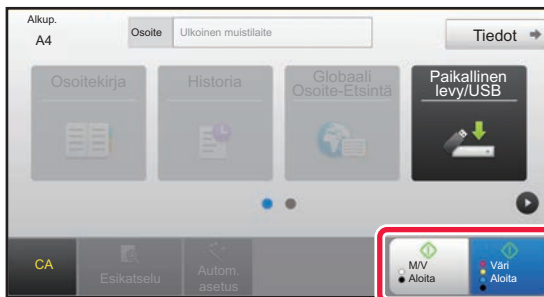 Alkup.
A4
Osoite
Ulkoinen muistilaite
Tiedot
Osoitekirja
Historia
Globaali
Osoite-Etsintä
Paikallinen
levy/USB
CA
Esikatselu
Autom.
asetus
M/V
Aloita
Väri
Aloita